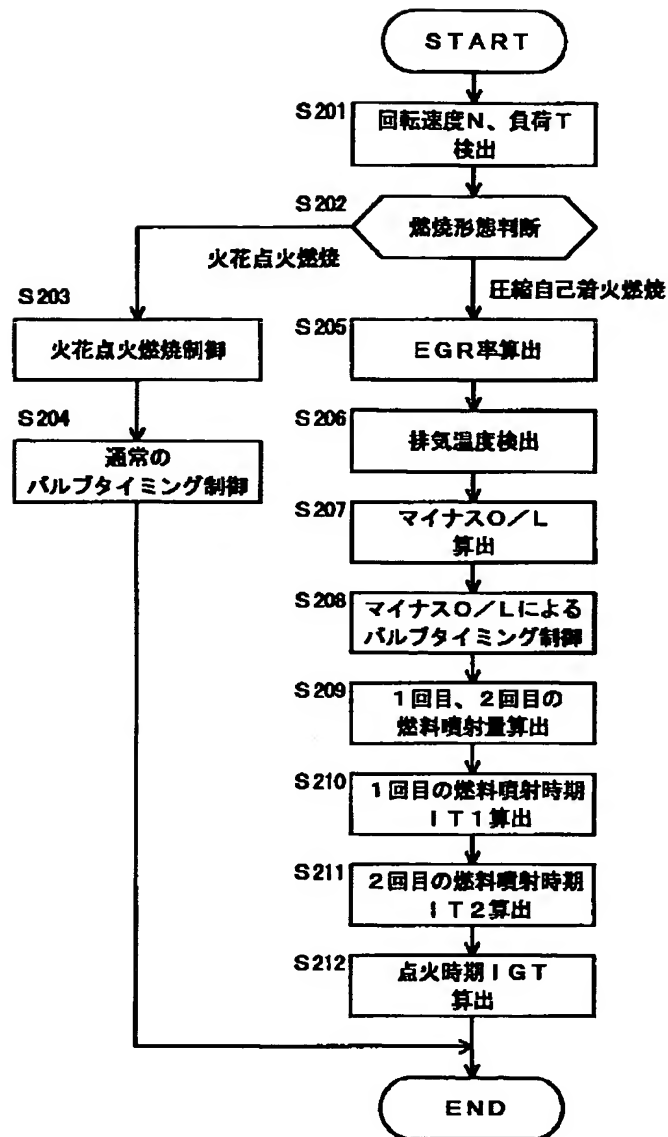 START
S201
回転速度N、負荷T
検出
S202
燃焼形態判断
火花点火燃焼
圧縮自己着火燃焼
S203
火花点火燃焼制御
S204
通常の
バルブタイミング制御
S205
EGR率算出
S206
排気温度検出
S207
マイナスO/L
算出
S208
マイナスO/Lによる
バルブタイミング制御
S209
1回目、2回目の
燃料噴射量算出
S210
1回目の燃料噴射時期
IT1算出
S211
2回目の燃料噴射時期
IT2算出
S212
点火時期IGT
算出
END